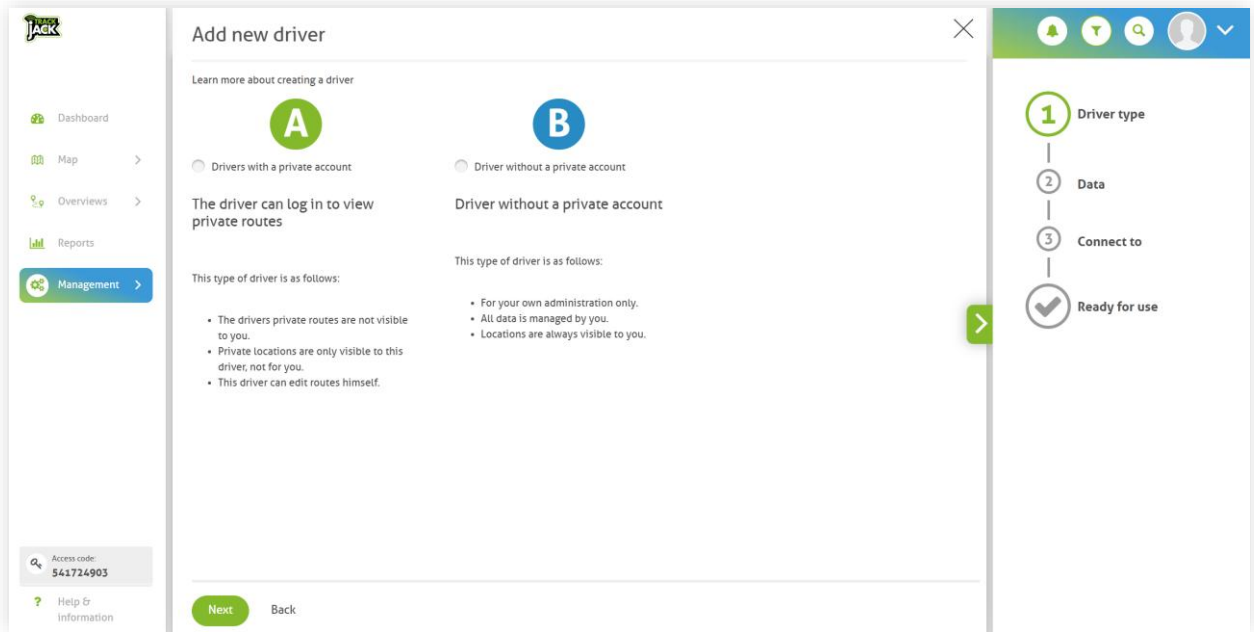 TRACK
JACK
Dashboard
Map
Overviews
Reports
Management
Access code:
541724903
Help &
information
Add new driver
Learn more about creating a driver
A
Drivers with a private account
The driver can log in to view
private routes
This type of driver is as follows:
• The drivers private routes are not visible
to you.
• Private locations are only visible to this
driver, not for you.
• This driver can edit routes himself.
B
Driver without a private account
Driver without a private account
This type of driver is as follows:
• For your own administration only.
• All data is managed by you.
• Locations are always visible to you.
Next
Back
1 Driver type
2 Data
3 Connect to
Ready for use